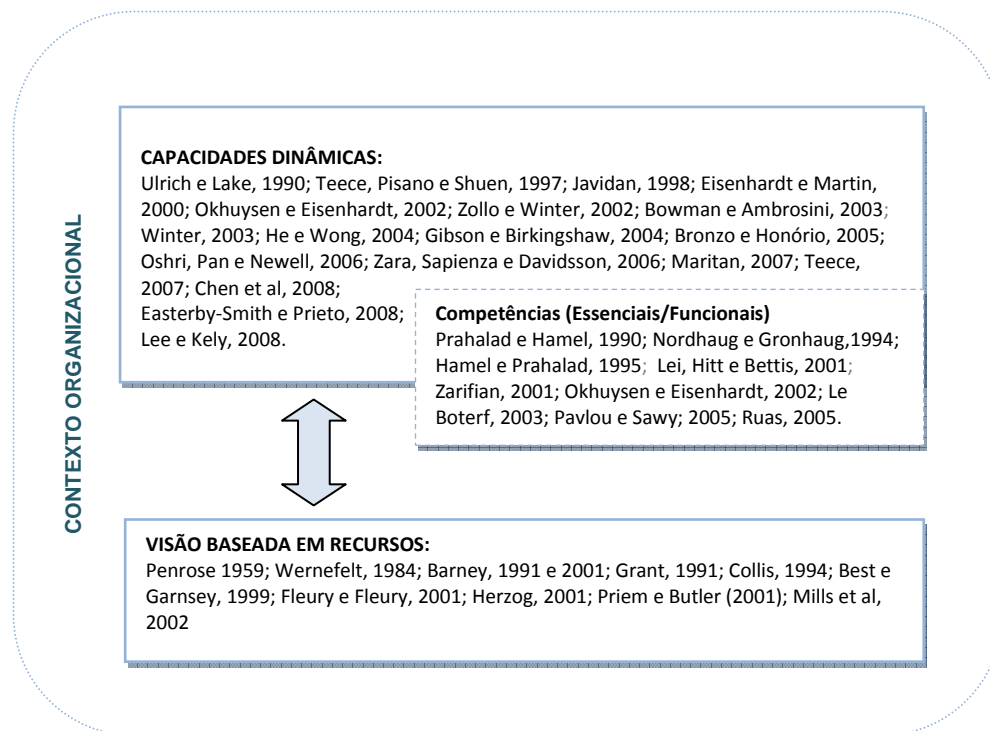 CONTEXTO ORGANIZACIONAL
CAPACIDADES DINÂMICAS:
Ulrich e Lake, 1990; Teece, Pisano e Shuen, 1997; Javidan, 1998; Eisenhardt e Martin,
2000; Okhuysen e Eisenhardt, 2002; Zollo e Winter, 2002; Bowman e Ambrosini, 2003;
Winter, 2003; He e Wong, 2004; Gibson e Birkingshaw, 2004; Bronzo e Honório, 2005;
Oshri, Pan e Newell, 2006; Zara, Sapienza e Davidsson, 2006; Maritan, 2007; Teece,
2007; Chen et al, 2008;
Easterby-Smith e Prieto, 2008;
Lee e Kely, 2008.
Competências (Essenciais/Funcionais)
Prahalad e Hamel, 1990; Nordhaug e Gronhaug,1994;
Hamel e Prahalad, 1995; Lei, Hitt e Bettis, 2001;
Zarifian, 2001; Okhuysen e Eisenhardt, 2002; Le
Boterf, 2003; Pavlou e Sawy; 2005; Ruas, 2005.
VISÃO BASEADA EM RECURSOS:
Penrose 1959; Wernefelt, 1984; Barney, 1991 e 2001; Grant, 1991; Collis, 1994; Best e
Garnsey, 1999; Fleury e Fleury, 2001; Herzog, 2001; Priem e Butler (2001); Mills et al,
2002